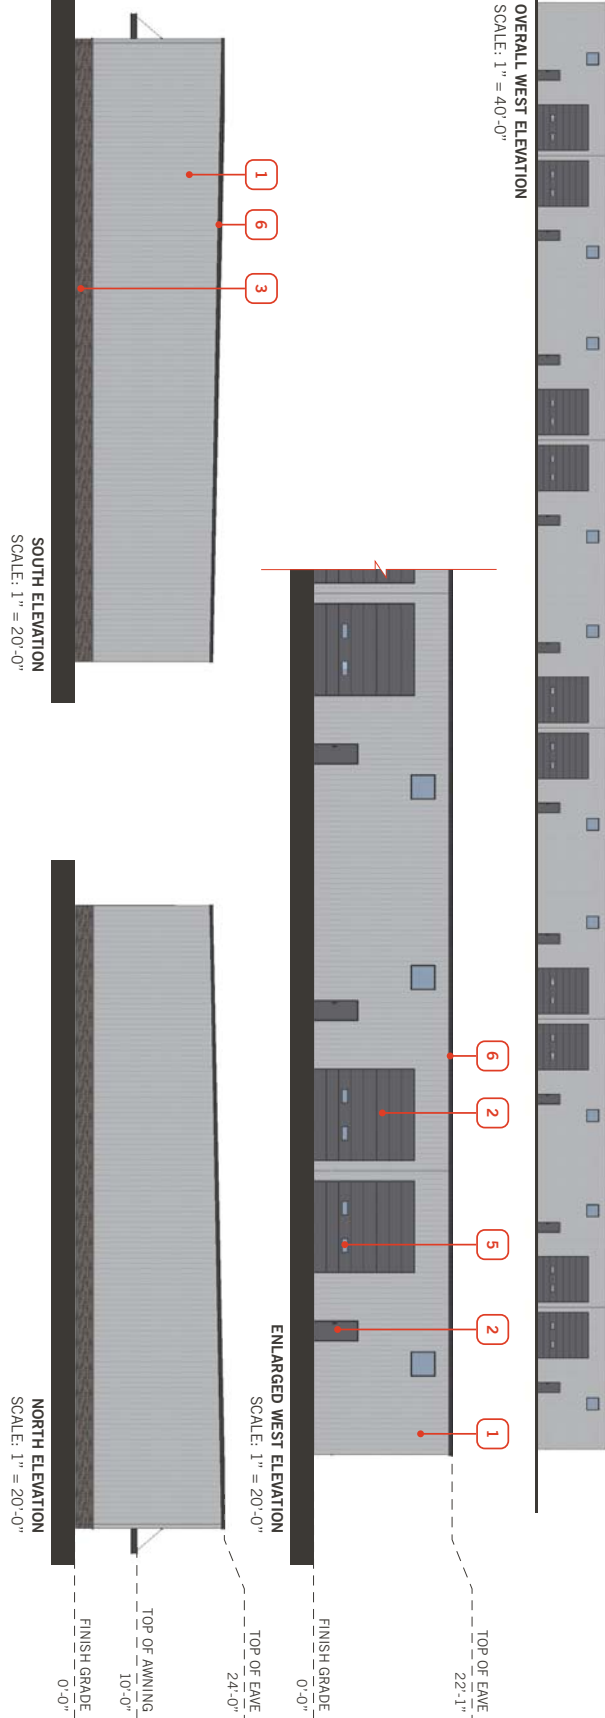 OVERALL WEST ELEVATION
SCALE: 1" = 40'-0"
6
2
5
2
1
TOP OF EAVE
22'-1"
FINISH GRADE
0'-0"
ENLARGED WEST ELEVATION
SCALE: 1" = 20'-0"
1
6
3
SOUTH ELEVATION
SCALE: 1" = 20'-0"
TOP OF EAVE
24'-0"
TOP OF AWNING
10'-0"
FINISH GRADE
0'-0"
NORTH ELEVATION
SCALE: 1" = 20'-0"